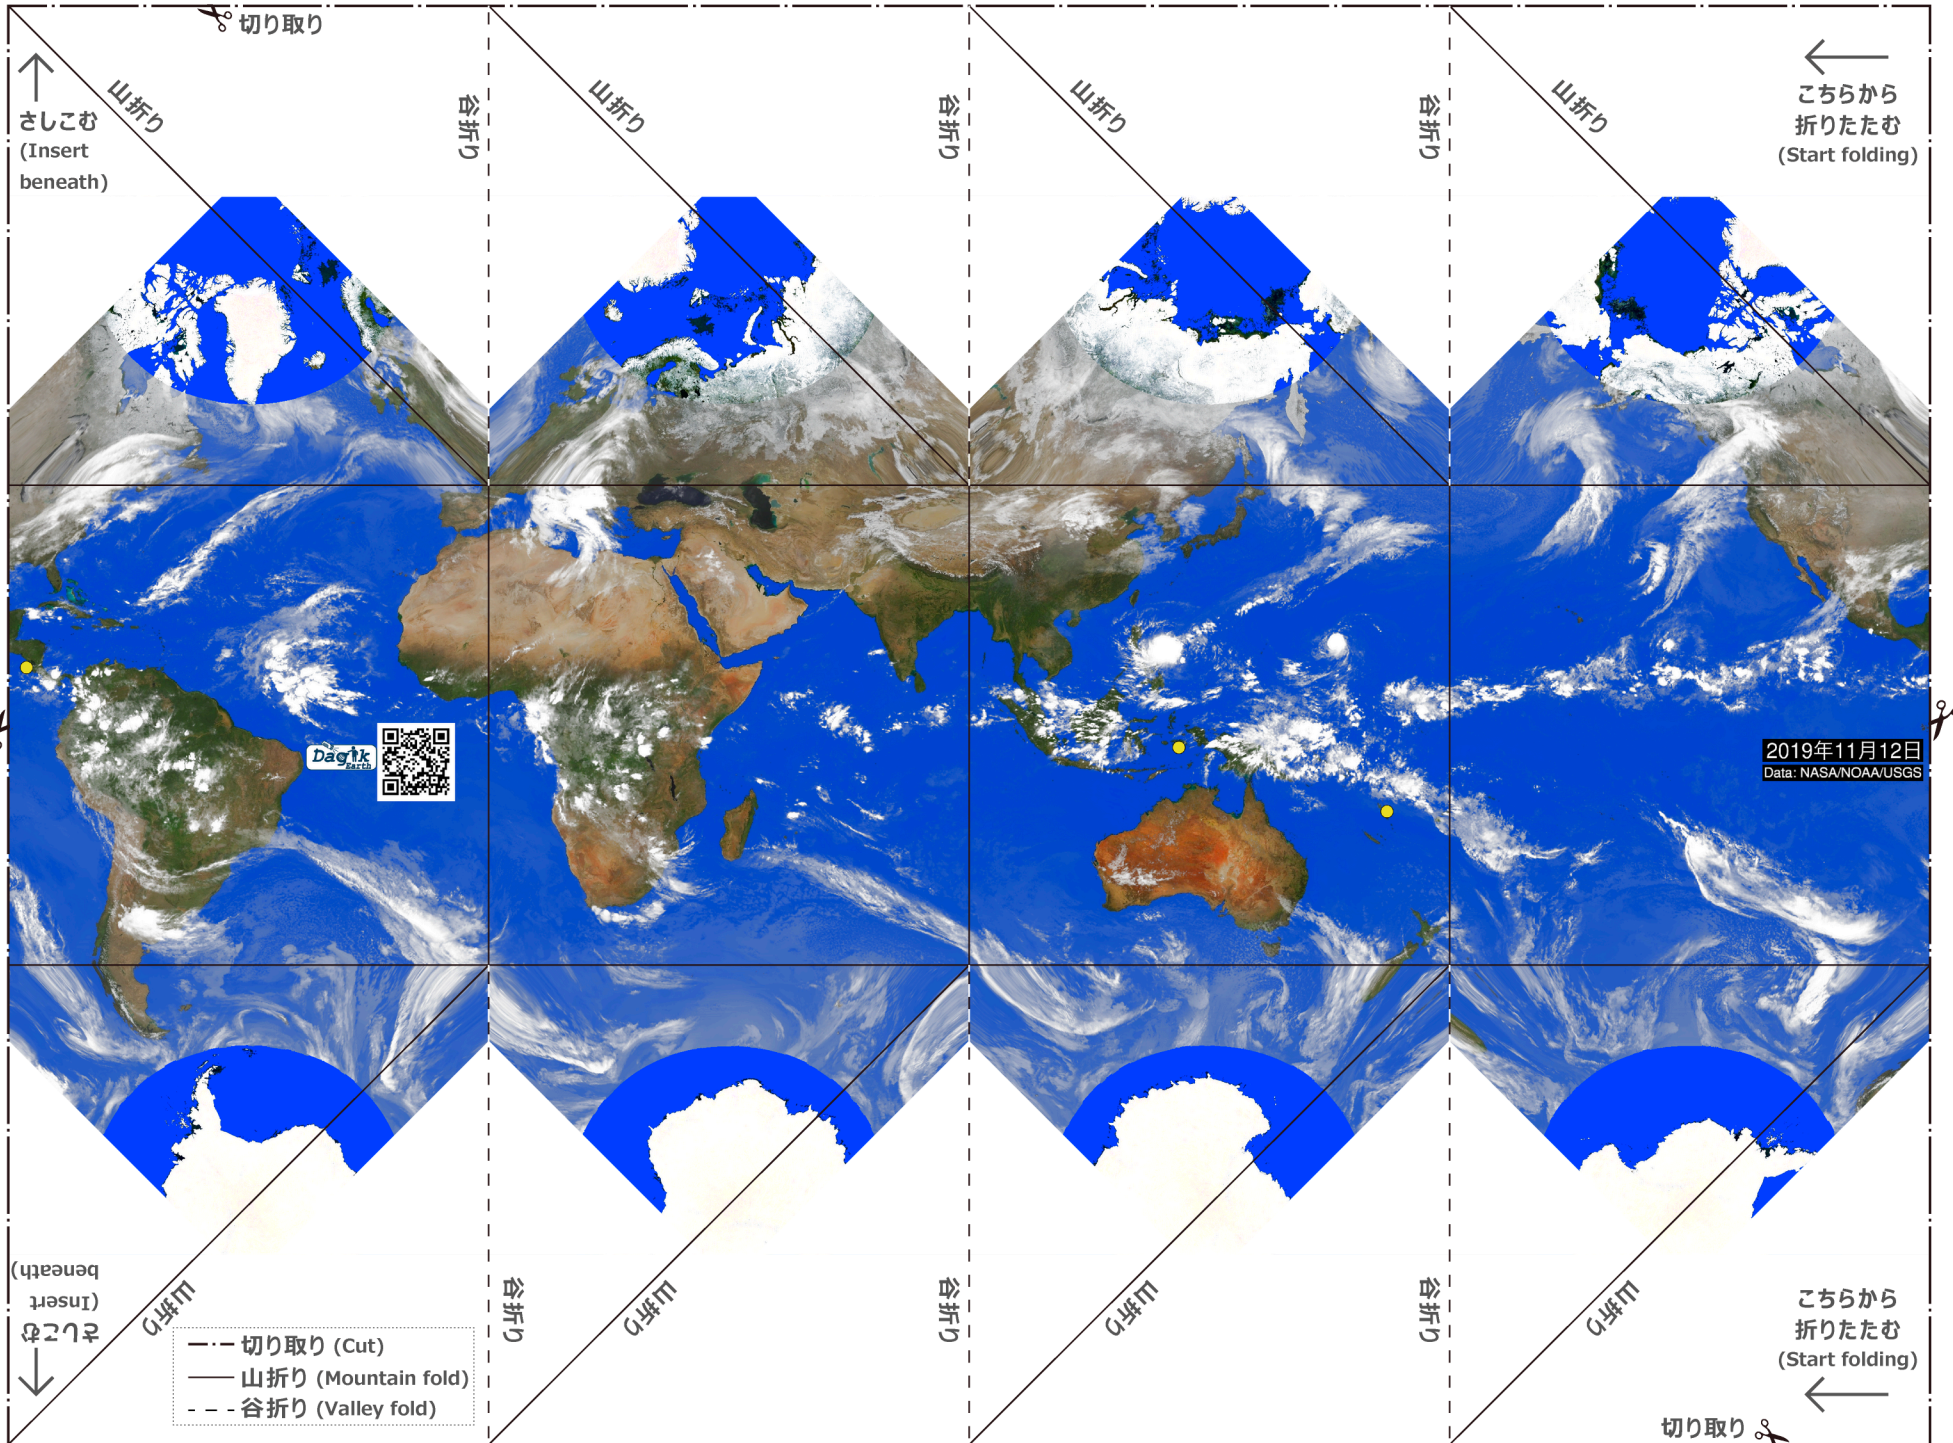 切り取り
さしこむ
(Insert
beneath)
山折り
谷折り
山折り
谷折り
山折り
谷折り
山折り
こちらから
折りたたむ
(Start folding)
Dagik
Earth
2019年11月12日
Data: NASA/NOAA/USGS
さしこむ
(Insert
beneath)
山折り
谷折り
山折り
谷折り
山折り
谷折り
山折り
こちらから
折りたたむ
(Start folding)
切り取り (Cut)
山折り (Mountain fold)
谷折り (Valley fold)
切り取り